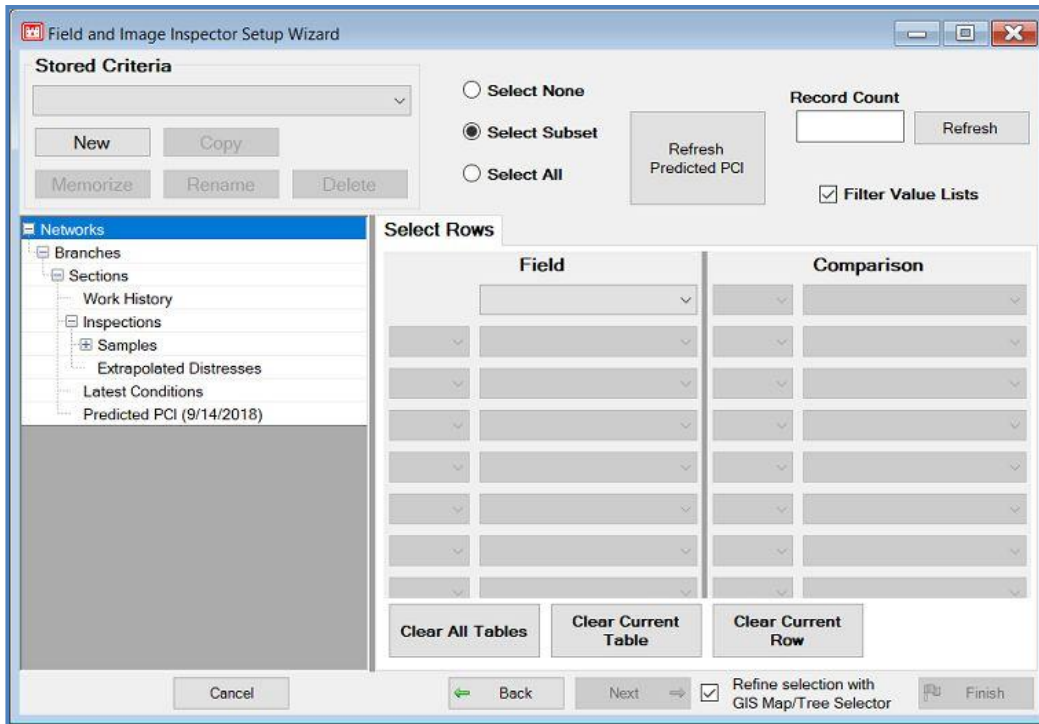 Field and Image Inspector Setup Wizard
Stored Criteria
New
Copy
Memorize
Rename
Delete
Select None
Select Subset
Select All
Refresh
Predicted PCI
Record Count
Refresh
Filter Value Lists
Networks
Branches
Sections
Work History
Inspections
Samples
Extrapolated Distresses
Latest Conditions
Predicted PCI (9/14/2018)
Select Rows
Field
Comparison
Clear All Tables
Clear Current
Table
Clear Current
Row
Cancel
Back
Next
Refine selection with
GIS Map/Tree Selector
Finish